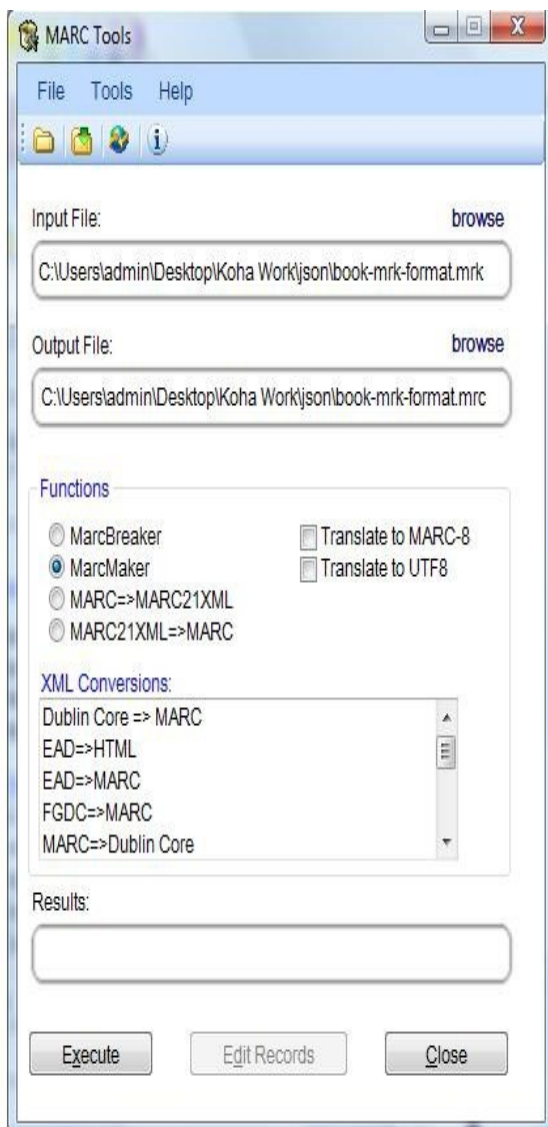 MARC Tools
File Tools Help
Input File: browse
C:\Users\admin\Desktop\Koha Work\json\book-mrk-format.mrk
Output File: browse
C:\Users\admin\Desktop\Koha Work\json\book-mrk-format.mrc
Functions
MarcBreaker Translate to MARC-8
MarcMaker Translate to UTF8
MARC=>MARC21XML
MARC21XML=>MARC
XML Conversions:
Dublin Core => MARC
EAD=>HTML
EAD=>MARC
FGDC=>MARC
MARC=>Dublin Core
Results:
Execute Edit Records Close